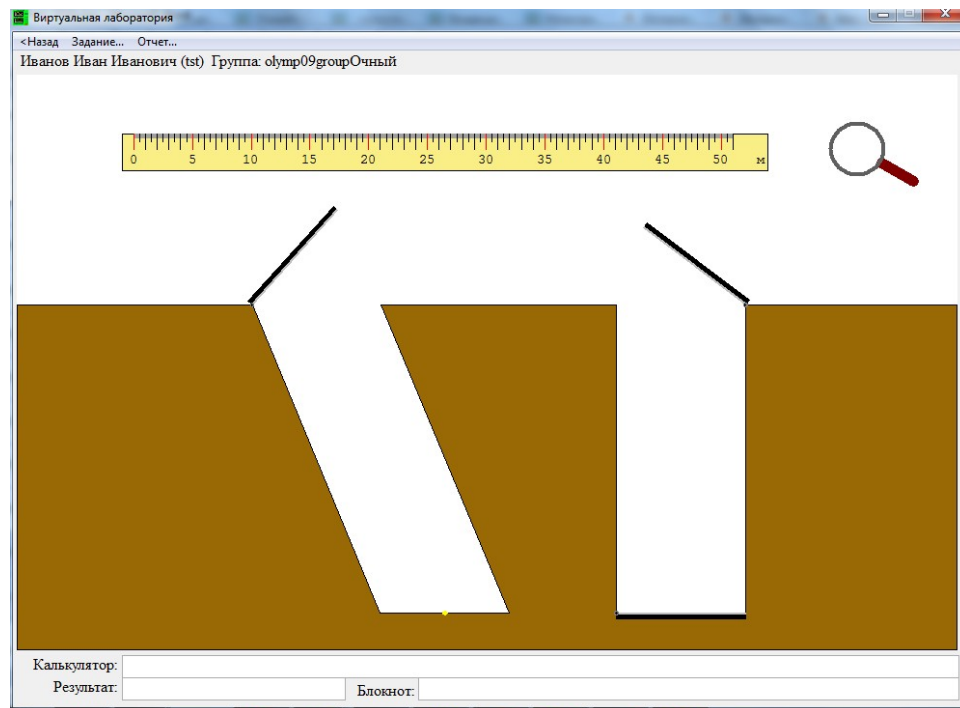 Виртуальная лаборатория
<Назад Задание... Отчет...
Иванов Иван Иванович (tst) Группа: olymp09groupОчный
0 5 10 15 20 25 30 35 40 45 50 м
Калькулятор:
Результат: Блокнот: